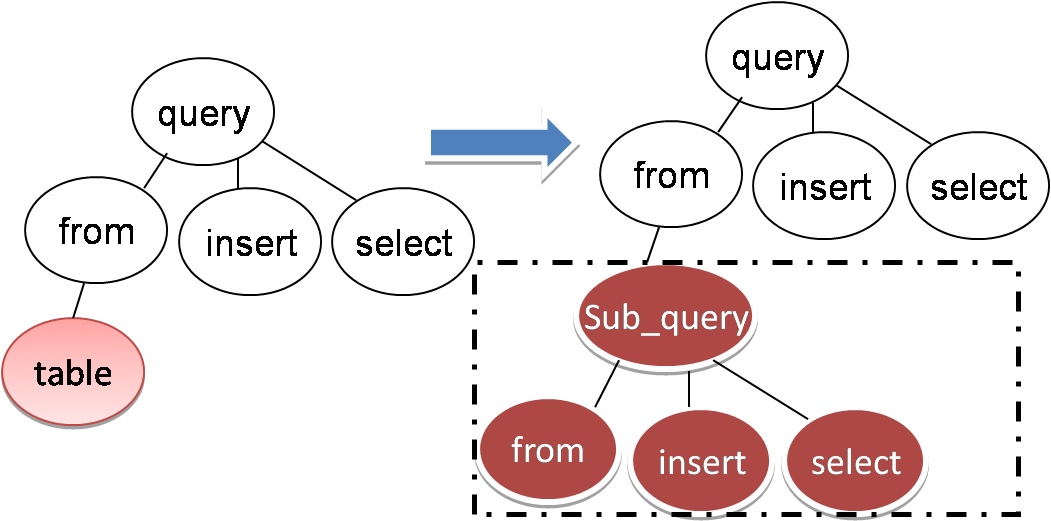 query
from
insert
select
table
query
from
insert
select
Sub_query
from
insert
select